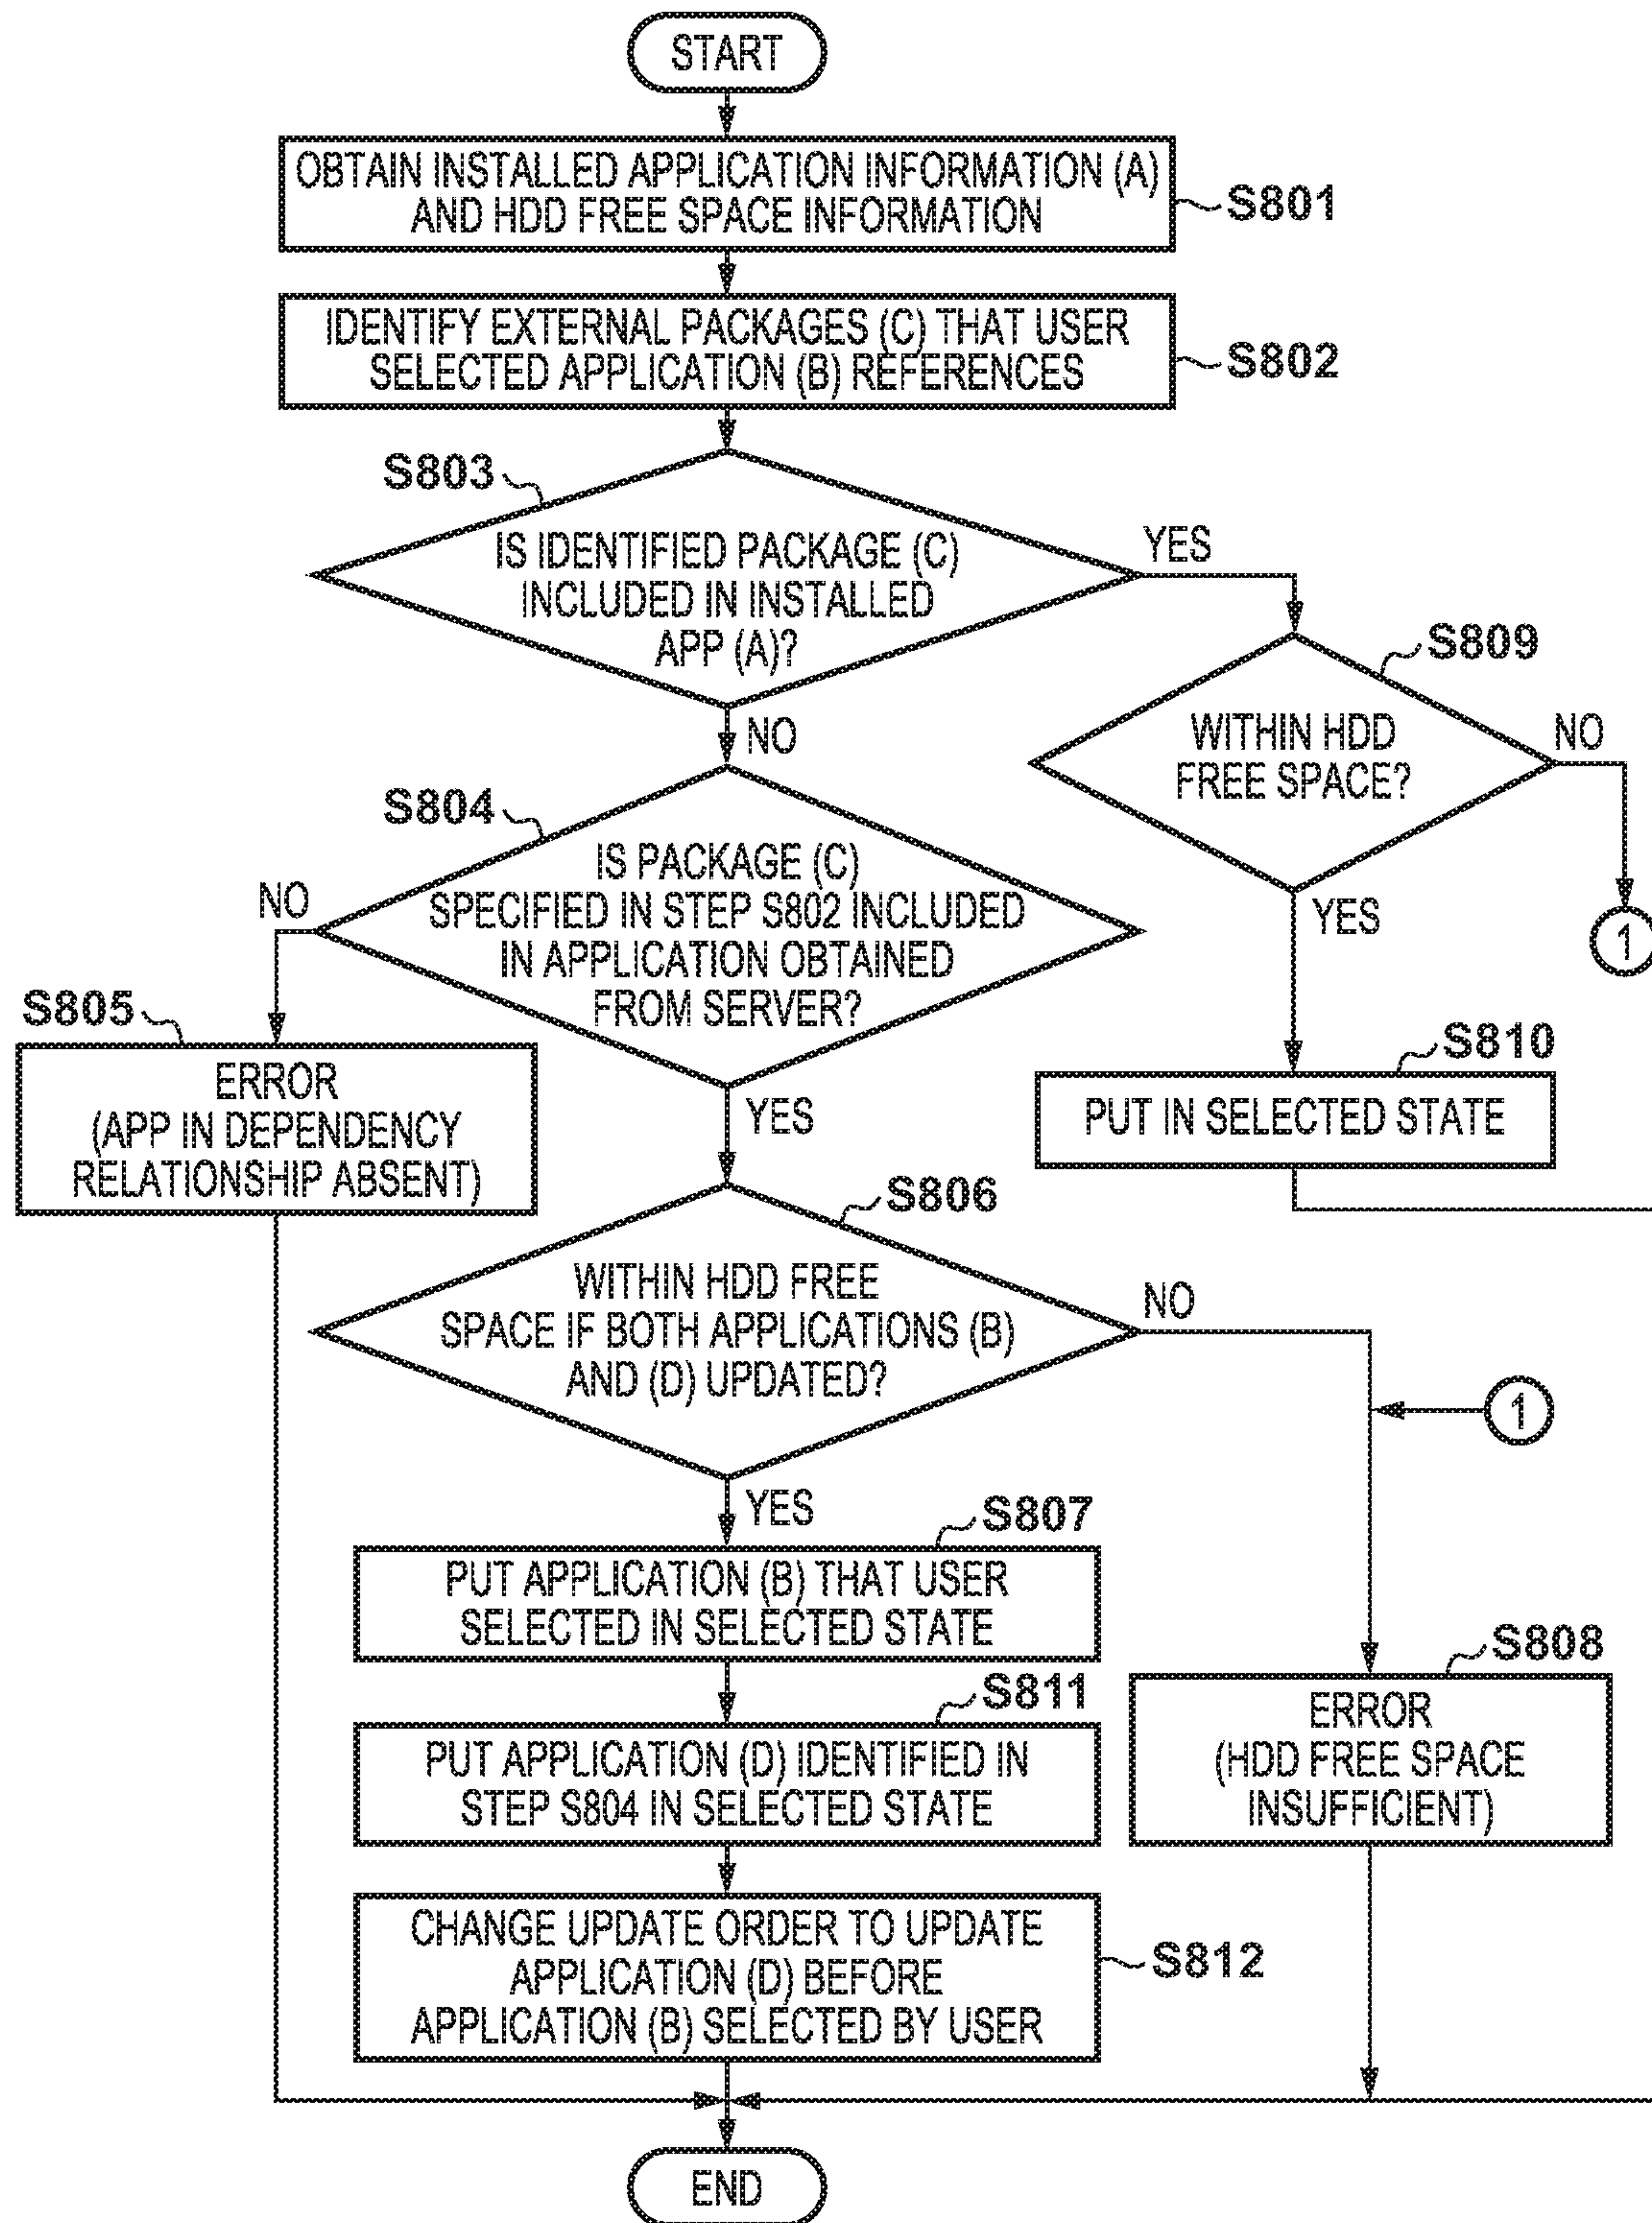 START
OBTAIN INSTALLED APPLICATION INFORMATION (A)
AND HDD FREE SPACE INFORMATION
S801
IDENTIFY EXTERNAL PACKAGES (C) THAT USER
SELECTED APPLICATION (B) REFERENCES
S802
S803
IS IDENTIFIED PACKAGE (C)
INCLUDED IN INSTALLED
APP (A)?
YES
NO
S809
WITHIN HDD
FREE SPACE?
NO
YES
1
S804
IS PACKAGE (C)
SPECIFIED IN STEP S802 INCLUDED
IN APPLICATION OBTAINED
FROM SERVER?
NO
YES
S805
ERROR
(APP IN DEPENDENCY
RELATIONSHIP ABSENT)
S810
PUT IN SELECTED STATE
S806
WITHIN HDD FREE
SPACE IF BOTH APPLICATIONS (B)
AND (D) UPDATED?
NO
1
YES
S807
PUT APPLICATION (B) THAT USER
SELECTED IN SELECTED STATE
S811
PUT APPLICATION (D) IDENTIFIED IN
STEP S804 IN SELECTED STATE
S808
ERROR
(HDD FREE SPACE
INSUFFICIENT)
CHANGE UPDATE ORDER TO UPDATE
APPLICATION (D) BEFORE
APPLICATION (B) SELECTED BY USER
S812
END